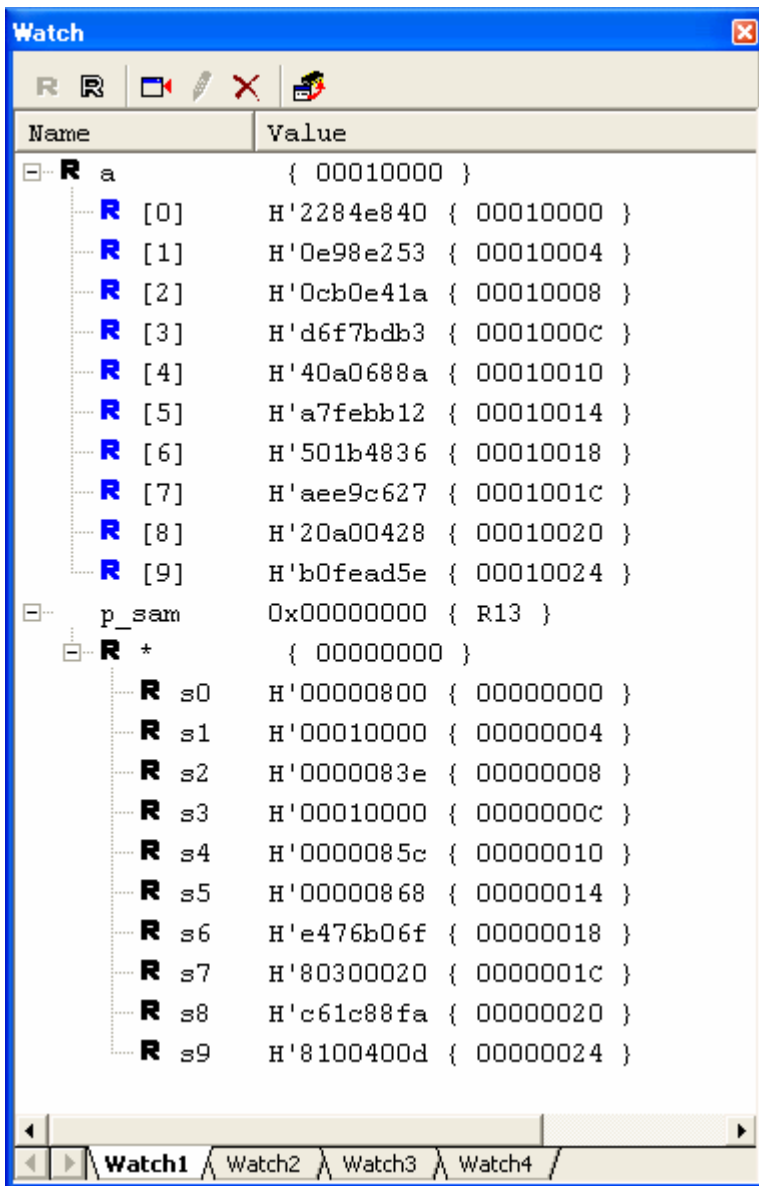 Watch
R R
Name Value
R a { 00010000 }
R [0] H'2284e840 { 00010000 }
R [1] H'0e98e253 { 00010004 }
R [2] H'0cb0e41a { 00010008 }
R [3] H'd6f7bdb3 { 0001000C }
R [4] H'40a0688a { 00010010 }
R [5] H'a7febb12 { 00010014 }
R [6] H'501b4836 { 00010018 }
R [7] H'aee9c627 { 0001001C }
R [8] H'20a00428 { 00010020 }
R [9] H'b0fead5e { 00010024 }
p_sam 0x00000000 { R13 }
R * { 00000000 }
R s0 H'00000800 { 00000000 }
R s1 H'00010000 { 00000004 }
R s2 H'0000083e { 00000008 }
R s3 H'00010000 { 0000000C }
R s4 H'0000085c { 00000010 }
R s5 H'00000868 { 00000014 }
R s6 H'e476b06f { 00000018 }
R s7 H'80300020 { 0000001C }
R s8 H'c61c88fa { 00000020 }
R s9 H'8100400d { 00000024 }
Watch1 Watch2 Watch3 Watch4